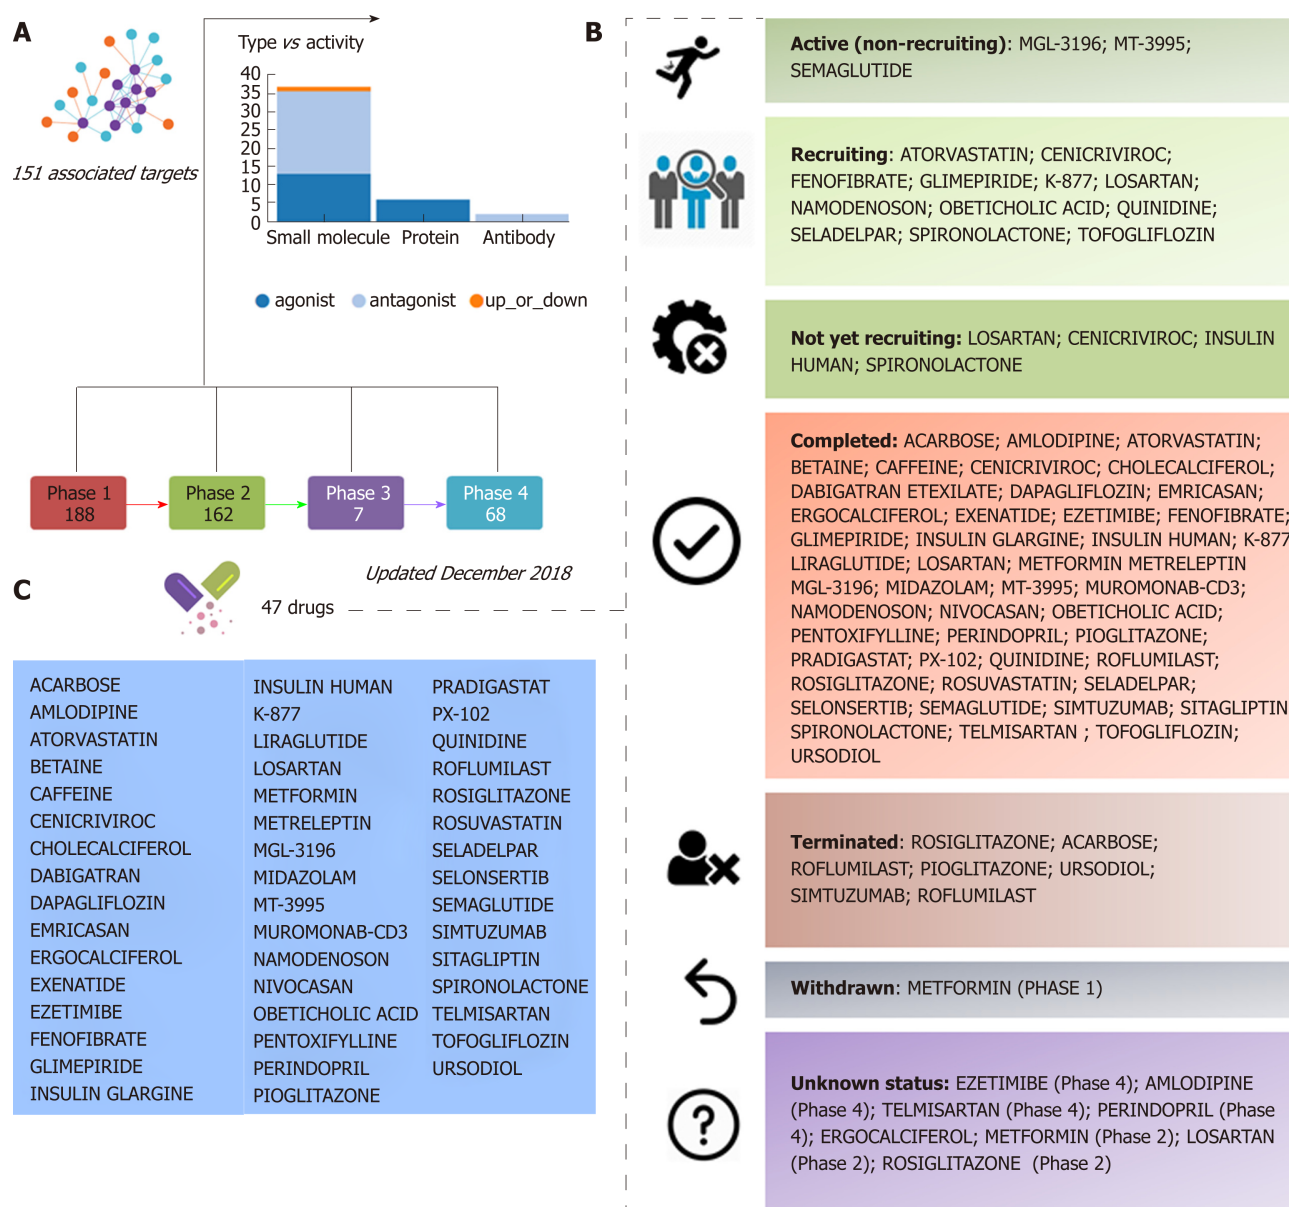 A
Type vs activity
40
35
30
25
20
15
10
5
0
Small molecule Protein Antibody
agonist antagonist up_or_down
151 associated targets
Phase 1
188
Phase 2
162
Phase 3
7
Phase 4
68
Updated December 2018
47 drugs
B
Active (non-recruiting): MGL-3196; MT-3995;
SEMAGLUTIDE
Recruiting: ATORVASTATIN; CENICRIVIROC;
FENOFIBRATE; GLIMEPIRIDE; K-877; LOSARTAN;
NAMODENOSON; OBETICHOLIC ACID; QUINIDINE;
SELADELPAR; SPIRONOLACTONE; TOFOGLIFLOZIN
Not yet recruiting: LOSARTAN; CENICRIVIROC; INSULIN
HUMAN; SPIRONOLACTONE
Completed: ACARBOSE; AMLODIPINE; ATORVASTATIN;
BETAINE; CAFFEINE; CENICRIVIROC; CHOLECALCIFEROL;
DABIGATRAN ETEXILATE; DAPAGLIFLOZIN; EMRICASAN;
ERGOCALCIFEROL; EXENATIDE; EZETIMIBE; FENOFIBRATE;
GLIMEPIRIDE; INSULIN GLARGINE; INSULIN HUMAN; K-877
LIRAGLUTIDE; LOSARTAN; METFORMIN METRELEPTIN
MGL-3196; MIDAZOLAM; MT-3995; MUROMONAB-CD3;
NAMODENOSON; NIVOCASAN; OBETICHOLIC ACID;
PENTOXIFYLLINE; PERINDOPRIL; PIOGLITAZONE;
PRADIGASTAT; PX-102; QUINIDINE; ROFLUMILAST;
ROSIGLITAZONE; ROSUVASTATIN; SELADELPAR;
SELONSERTIB; SEMAGLUTIDE; SIMTUZUMAB; SITAGLIPTIN
SPIRONOLACTONE; TELMISARTAN ; TOFOGLIFLOZIN;
URSODIOL
Terminated: ROSIGLITAZONE; ACARBOSE;
ROFLUMILAST; PIOGLITAZONE; URSODIOL;
SIMTUZUMAB; ROFLUMILAST
Withdrawn: METFORMIN (PHASE 1)
Unknown status: EZETIMIBE (Phase 4); AMLODIPINE
(Phase 4); TELMISARTAN (Phase 4); PERINDOPRIL (Phase
4); ERGOCALCIFEROL; METFORMIN (Phase 2); LOSARTAN
(Phase 2); ROSIGLITAZONE (Phase 2)
C
ACARBOSE
AMLODIPINE
ATORVASTATIN
BETAINE
CAFFEINE
CENICRIVIROC
CHOLECALCIFEROL
DABIGATRAN
DAPAGLIFLOZIN
EMRICASAN
ERGOCALCIFEROL
EXENATIDE
EZETIMIBE
FENOFIBRATE
GLIMEPIRIDE
INSULIN GLARGINE
INSULIN HUMAN
K-877
LIRAGLUTIDE
LOSARTAN
METFORMIN
METRELEPTIN
MGL-3196
MIDAZOLAM
MT-3995
MUROMONAB-CD3
NAMODENOSON
NIVOCASAN
OBETICHOLIC ACID
PENTOXIFYLLINE
PERINDOPRIL
PIOGLITAZONE
PRADIGASTAT
PX-102
QUINIDINE
ROFLUMILAST
ROSIGLITAZONE
ROSUVASTATIN
SELADELPAR
SELONSERTIB
SEMAGLUTIDE
SIMTUZUMAB
SITAGLIPTIN
SPIRONOLACTONE
TELMISARTAN
TOFOGLIFLOZIN
URSODIOL